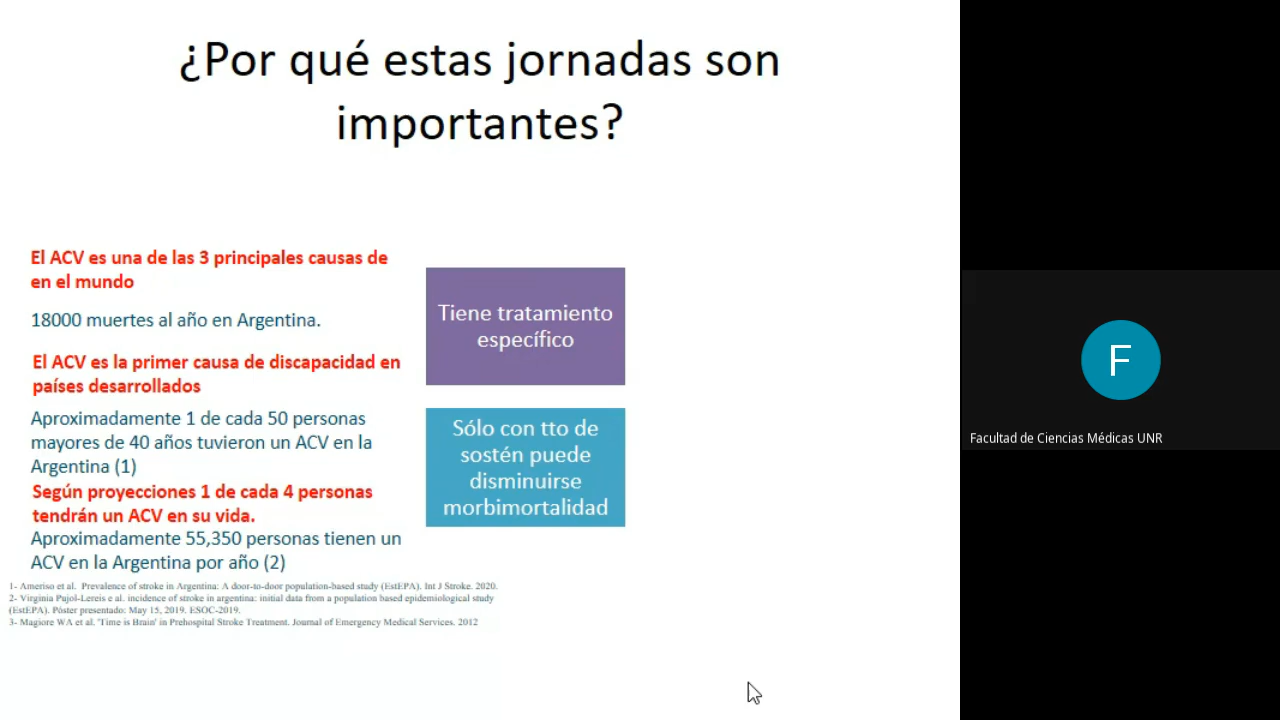 ¿Por qué estas jornadas son
importantes?
El ACV es una de las 3 principales causas de
en el mundo
18000 muertes al año en Argentina.
El ACV es la primer causa de discapacidad en
países desarrollados
Aproximadamente 1 de cada 50 personas
mayores de 40 años tuvieron un ACV en la
Argentina (1)
Según proyecciones 1 de cada 4 personas
tendrán un ACV en su vida.
Aproximadamente 55,350 personas tienen un
ACV en la Argentina por año (2)
Tiene tratamiento
específico
Sólo con tto de
sostén puede
disminuirse
morbimortalidad
1- Ameriso et al. Prevalence of stroke in Argentina: A door-to-door population-based study (EstEPA). Int J Stroke. 2020.
2- Virginia Pujol-Lereis e al. incidence of stroke in argentina: initial data from a population based epidemiological study
(EstEPA). Póster presentado: May 15, 2019. ESOC-2019.
3- Magiore WA et al. 'Time is Brain' in Prehospital Stroke Treatment. Journal of Emergency Medical Services. 2012
F
Facultad de Ciencias Médicas UNR